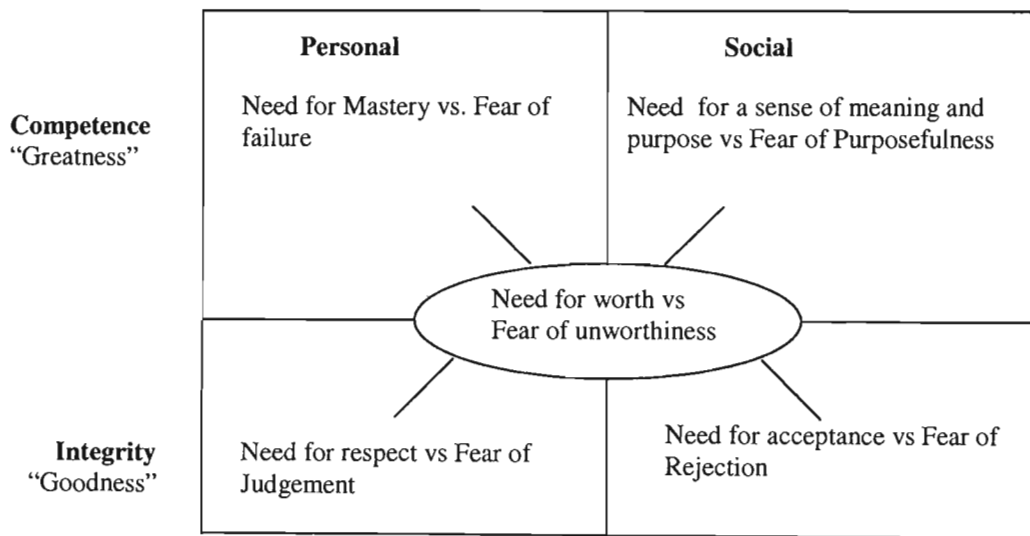 Personal
Social
Need for Mastery vs. Fear of
failure
Need for a sense of meaning and
purpose vs Fear of Purposefulness
Competence
“Greatness”
Need for worth vs
Fear of unworthiness
Integrity
“Goodness”
Need for respect vs Fear of
Judgement
Need for acceptance vs Fear of
Rejection